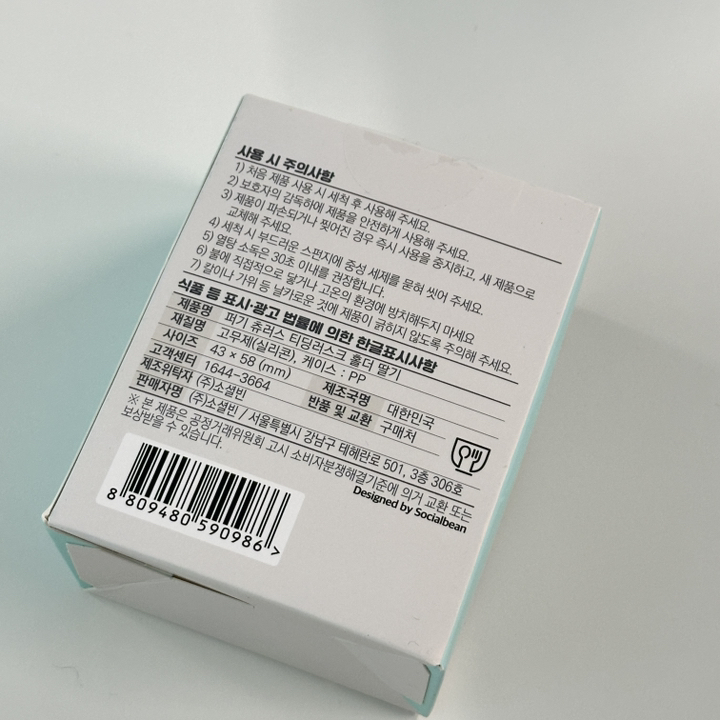 사용 시 주의사항
1) 처음 제품 사용 시 세척 후 사용해 주세요.
2) 보호자의 감독하에 제품을 안전하게 사용해 주세요.
3) 제품이 파손되거나 찢어진 경우 즉시 사용을 중지하고, 새 제품으로
교체해 주세요.
4) 세척 시 부드러운 스펀지에 중성 세제를 묻혀 씻어 주세요.
5) 열탕 소독은 30초 이내를 권장합니다.
6) 불에 직접적으로 닿거나 고온의 환경에 방치해두지 마세요
7) 칼이나 가위 등 날카로운 것에 제품이 긁히지 않도록 주의해 주세요.
식품 등 표시·광고 법률에 의한 한글표시사항
제품명 퍼기 츄러스 티딩러스크 홀더 딸기
재질명 고무제(실리콘), 케이스 : PP
사이즈 43 × 58 (mm) 제조국명 대한민국
고객센터 1644-3664 반품 및 교환 구매처
제조위탁자 (주)소셜빈
판매자명 (주)소셜빈 / 서울특별시 강남구 테헤란로 501, 3층 306호
※ 본 제품은 공정거래위원회 고시 소비자분쟁해결기준에 의거 교환 또는
보상받을 수 있습니다.
Designed by Socialbean
8 809480 590986 >